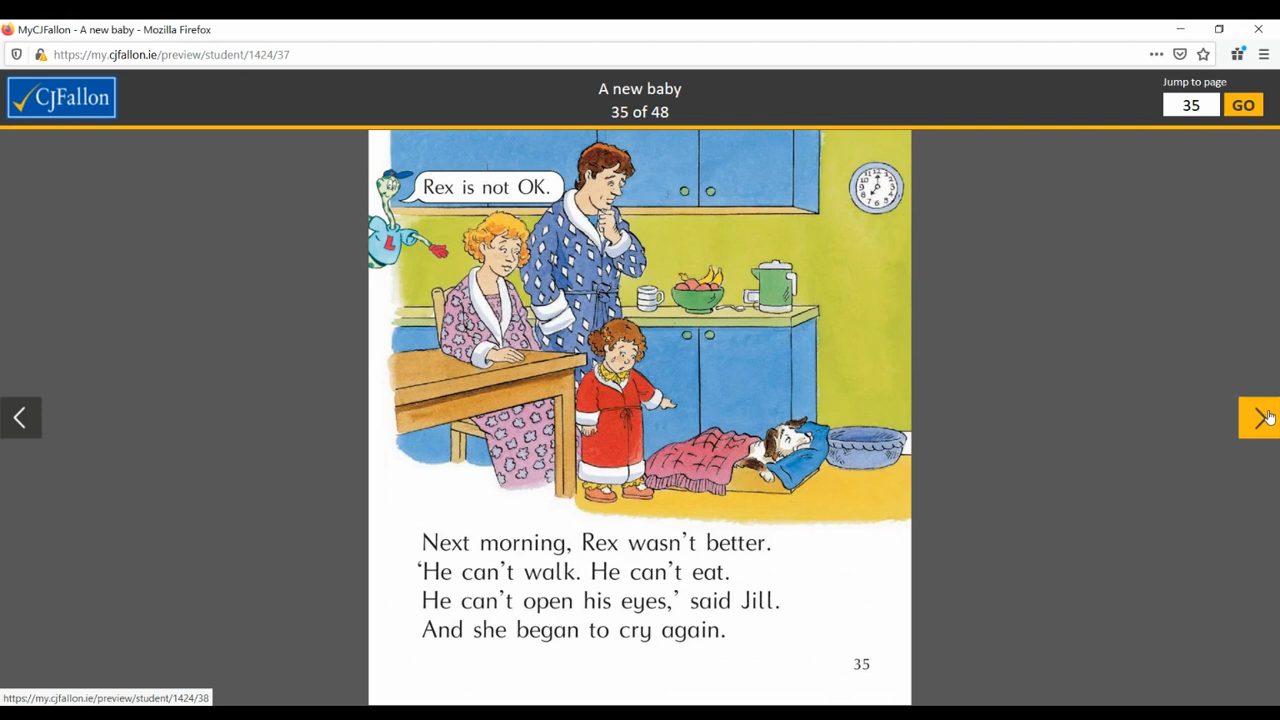 MyCJFallon - A new baby - Mozilla Firefox
https://my.cjfallon.ie/preview/student/1424/37
CJFallon
A new baby
35 of 48
Jump to page
35
GO
Rex is not OK.
L
Next morning, Rex wasn't better.
‘He can't walk. He can't eat.
He can't open his eyes,’ said Jill.
And she began to cry again.
35
https://my.cjfallon.ie/preview/student/1424/38